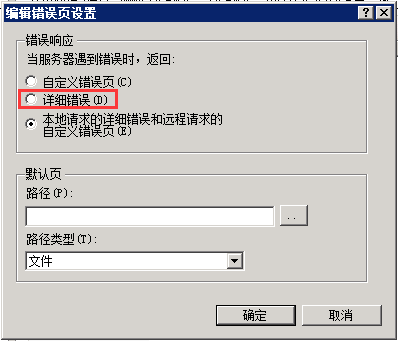 编辑错误页设置
错误响应
当服务器遇到错误时，返回:
自定义错误页(C)
详细错误(D)
本地请求的详细错误和远程请求的
自定义错误页(E)
默认页
路径(P):
..
路径类型(T):
文件
确定
取消